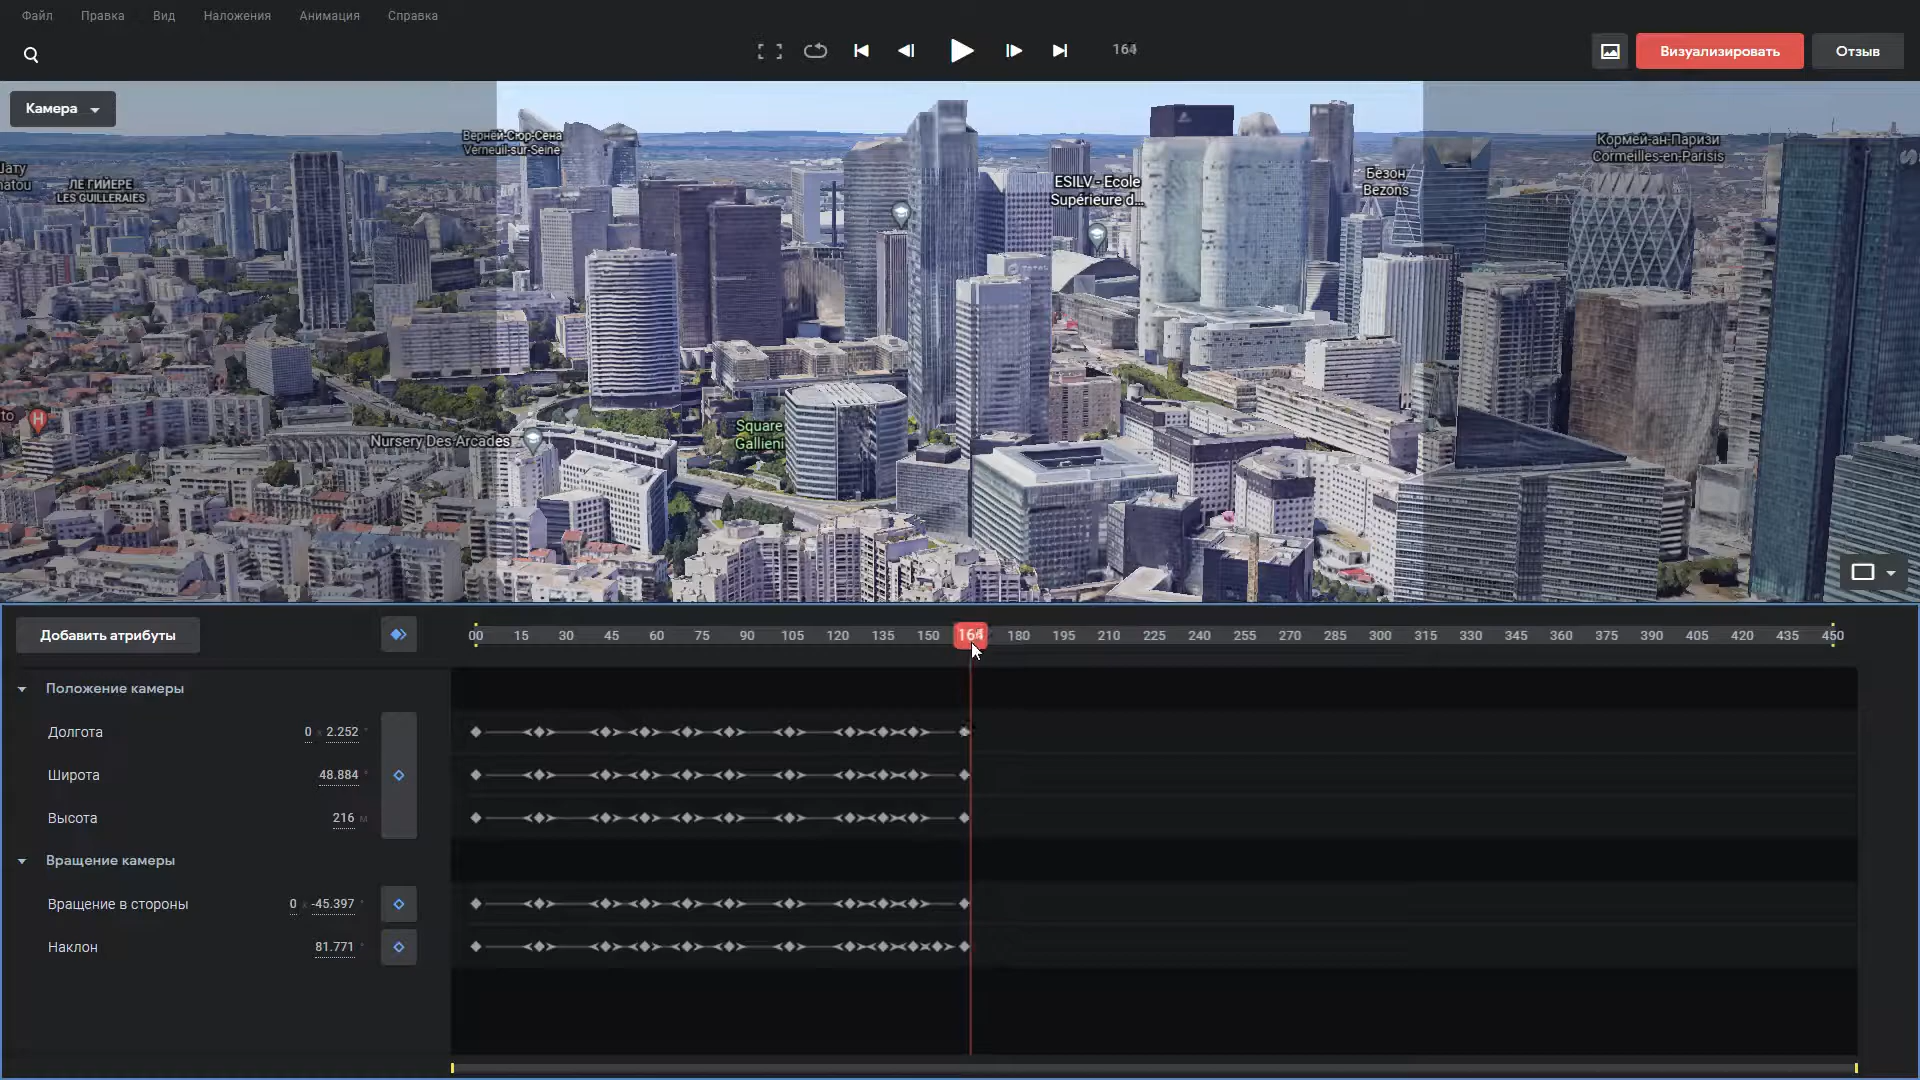 Файл Правка Вид Наложения Анимация Справка
164
Визуализировать
Отзыв
Камера
Верней-Сюр-Сена
Verneuil-sur-Seine
ЛЕ ГИЙЕРЕ
LES GUILLERAIES
ESILV - Ecole
Supérieure d...
Безон
Bezons
Кормей-ан-Паризи
Cormeilles-en-Parisis
TOTAL
H
Nursery Des Arcades
Square
Gallieni
Добавить атрибуты
00 15 30 45 60 75 90 105 120 135 150 164 180 195 210 225 240 255 270 285 300 315 330 345 360 375 390 405 420 435 450
Положение камеры
Долгота 0 x 2.252 °
Широта 48.884 °
Высота 216 м
Вращение камеры
Вращение в стороны 0 x -45.397 °
Наклон 81.771 °